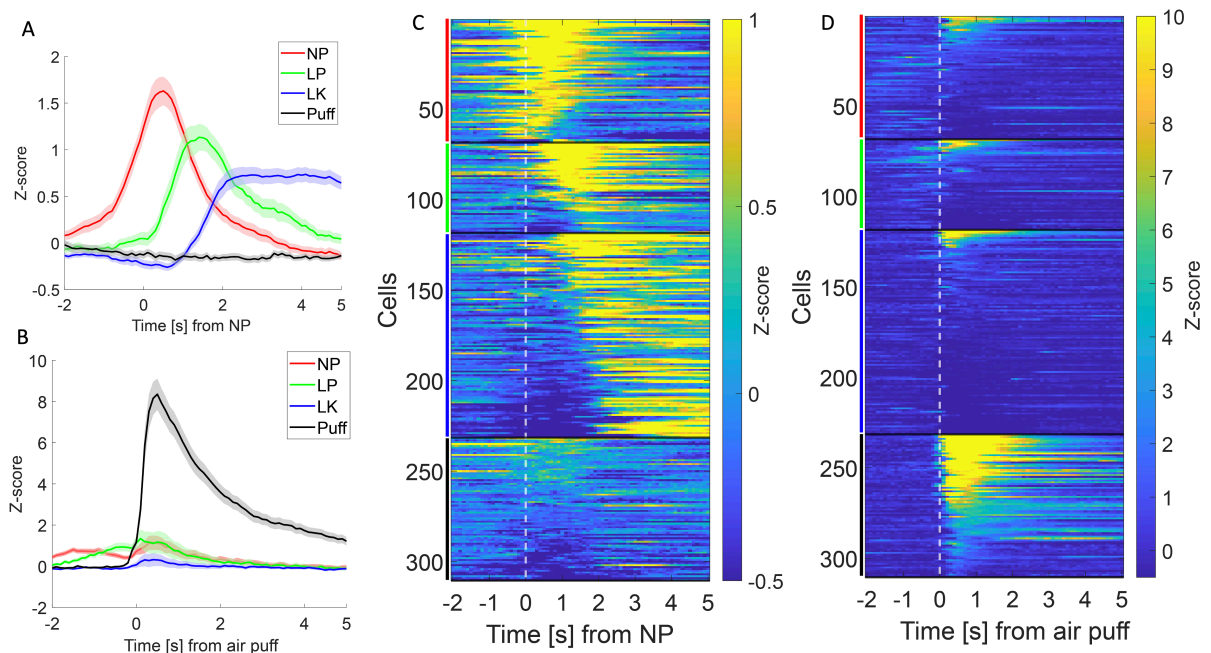 A
NP
LP
LK
Puff
2
1.5
1
0.5
0
-0.5
Z-score
-2 0 2 4 5
Time [s] from NP
B
NP
LP
LK
Puff
10
8
6
4
2
0
-2
Z-score
-2 0 2 4 5
Time [s] from air puff
C
50
100
150
200
250
300
Cells
-2 -1 0 1 2 3 4 5
Time [s] from NP
1
0.5
0
-0.5
Z-score
D
50
100
150
200
250
300
Cells
-2 -1 0 1 2 3 4 5
Time [s] from air puff
10
9
8
7
6
5
4
3
2
1
0
Z-score